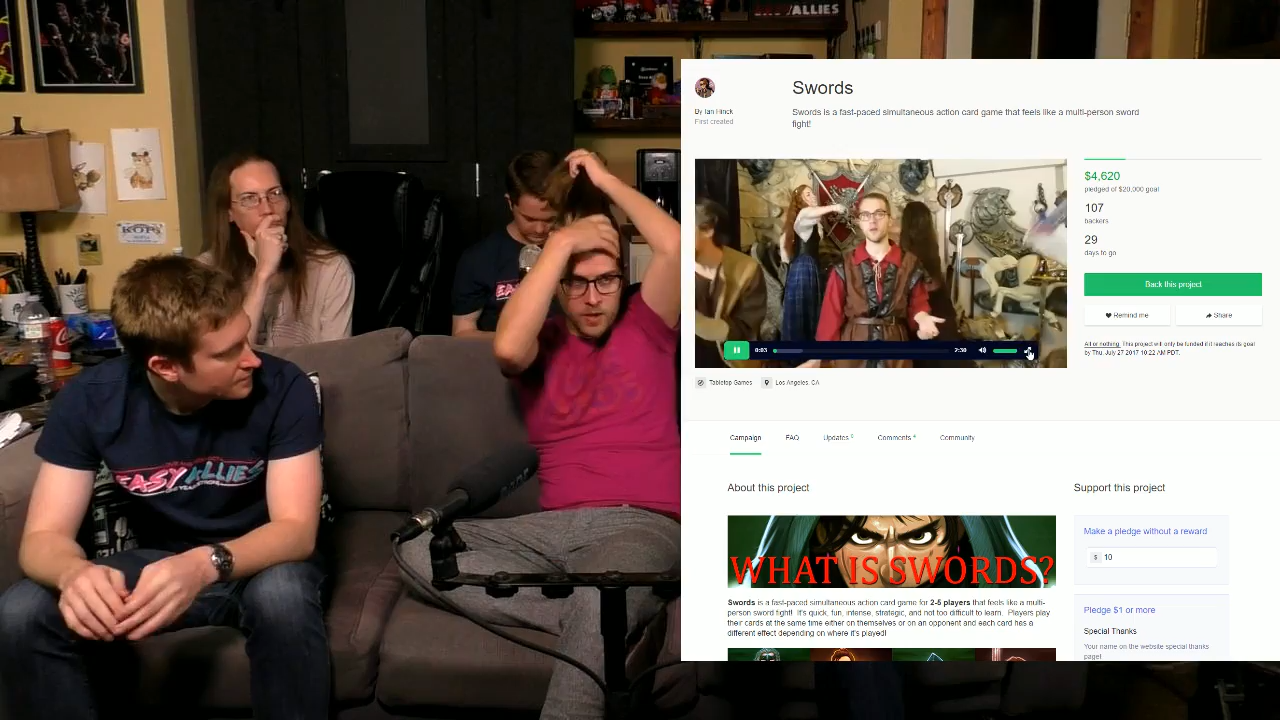 ALLIES
KOPS
EASY ALLIES
Swords
By Ian Hinck
First created
Swords is a fast-paced simultaneous action card game that feels like a multi-person sword
fight!
$4,620
pledged of $20,000 goal
107
backers
29
days to go
Back this project
Remind me
Share
All or nothing. This project will only be funded if it reaches its goal
by Thu, July 27 2017 10:22 AM PDT.
0:03
2:30
Tabletop Games
Los Angeles, CA
Campaign
FAQ
Updates 0
Comments 4
Community
About this project
Support this project
WHAT IS SWORDS?
Make a pledge without a reward
$ 10
Swords is a fast-paced simultaneous action card game for 2-5 players that feels like a multi-
person sword fight! It's quick, fun, intense, strategic, and not too difficult to learn. Players play
their cards at the same time either on themselves or on an opponent and each card has a
different effect depending on where it's played!
Pledge $1 or more
Special Thanks
Your name on the website special thanks
page!